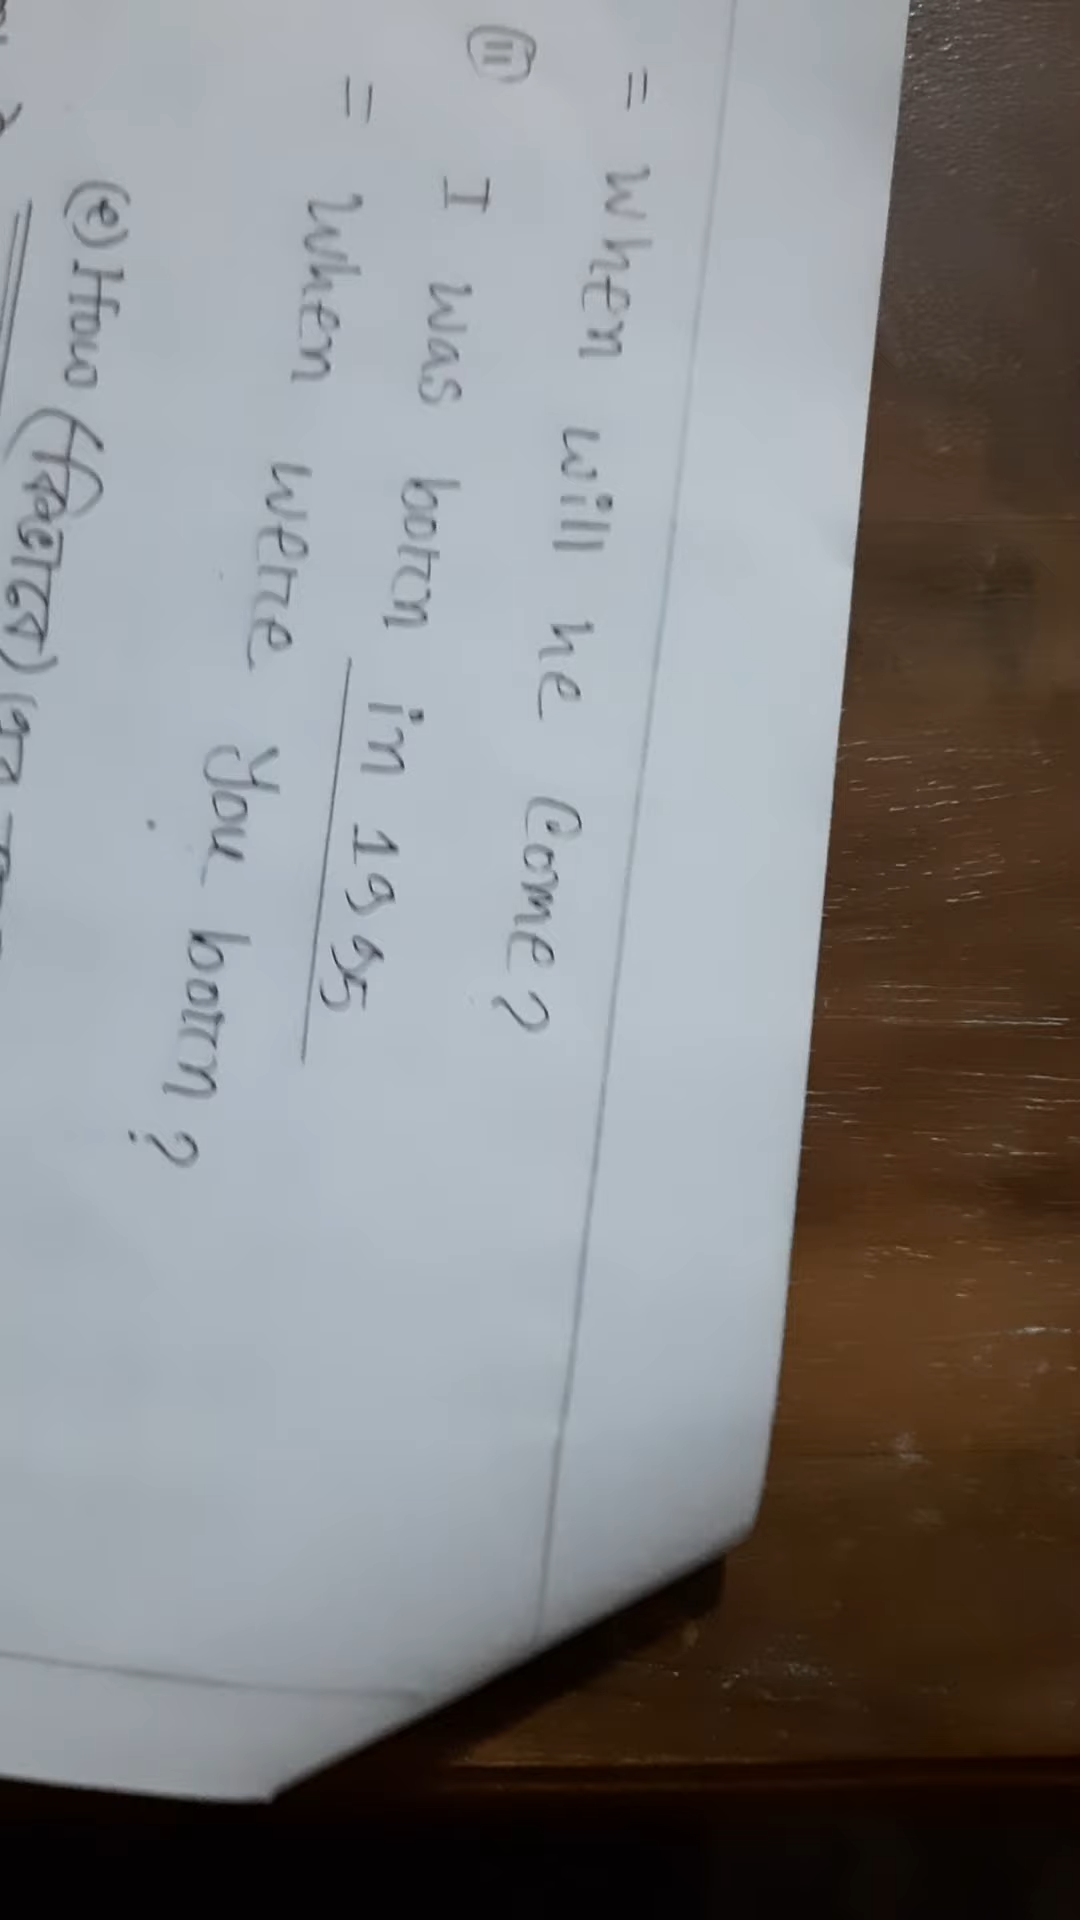 = When will he Come?
(ii) I was born in 1995
= When were you born?
(e) How (কিভাবে)